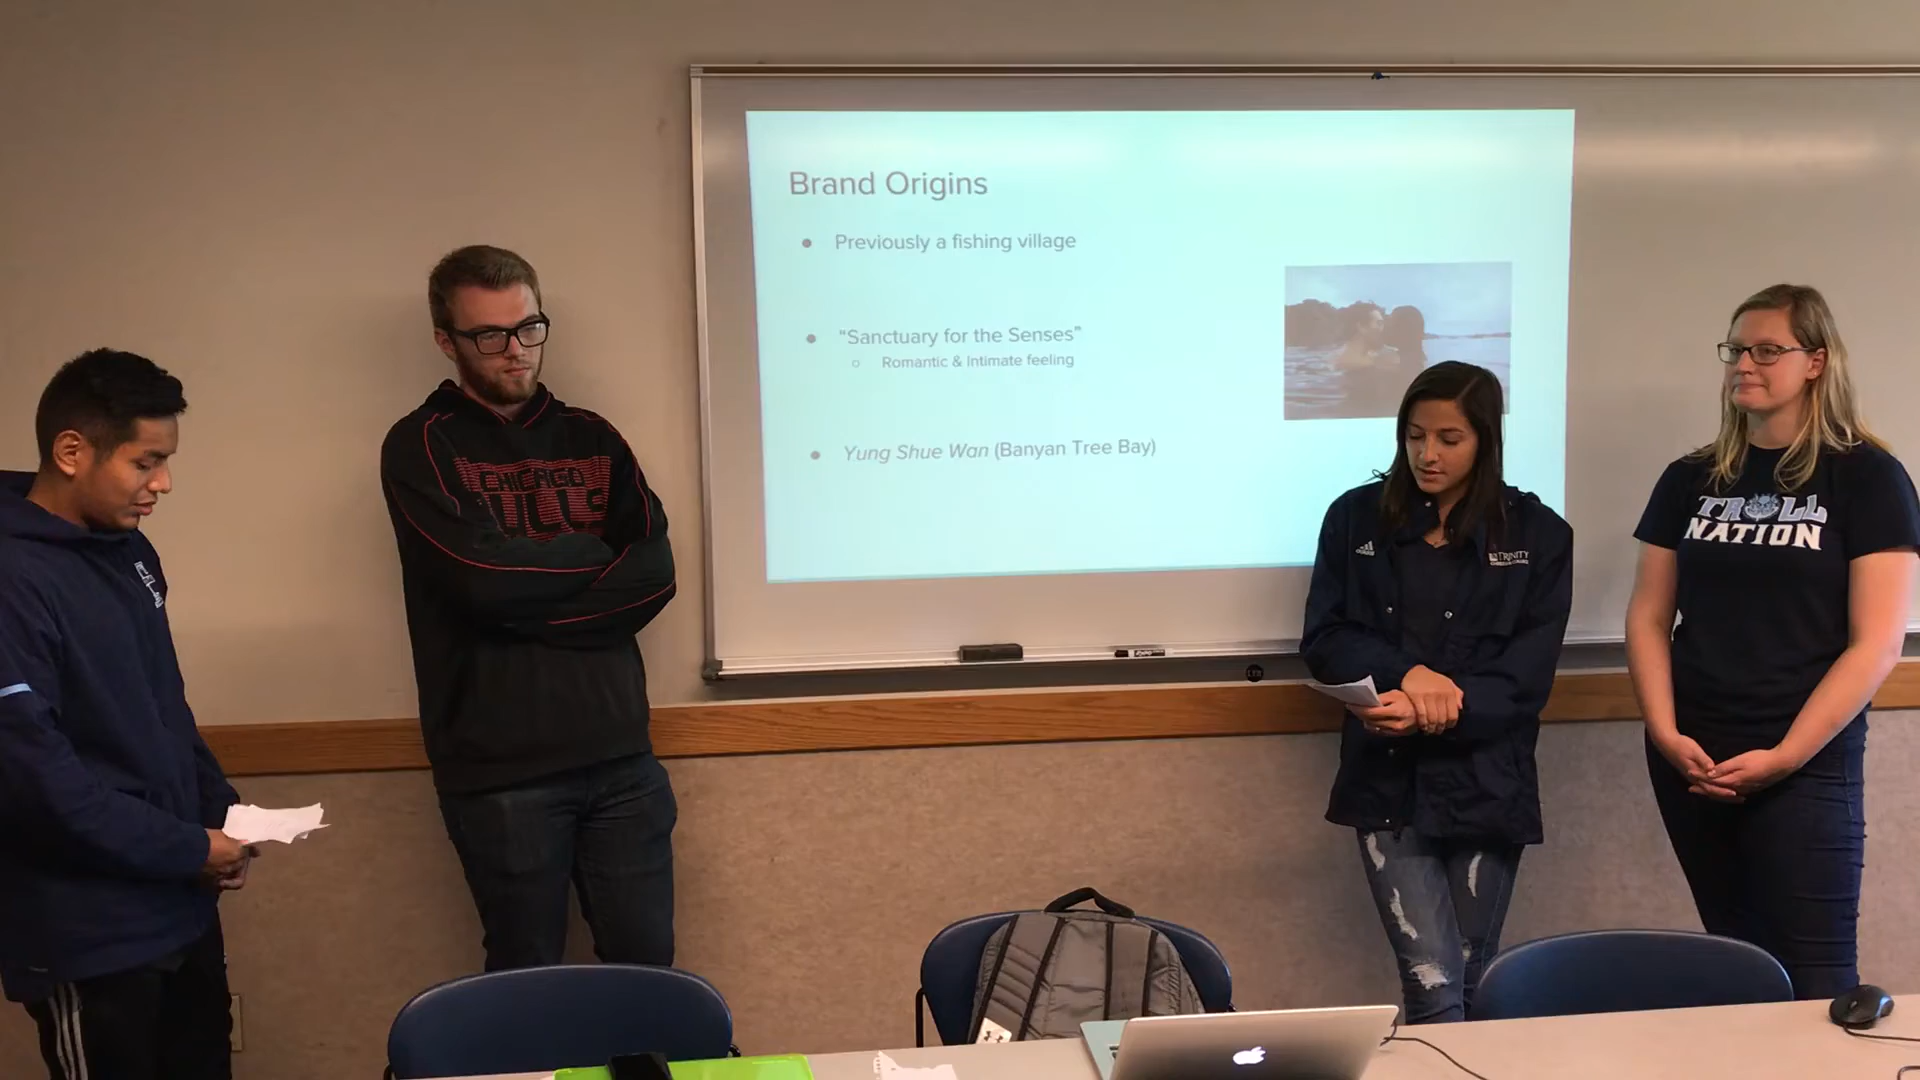 Brand Origins
● Previously a fishing village
● "Sanctuary for the Senses"
○ Romantic & Intimate feeling
● Yung Shue Wan (Banyan Tree Bay)
CHICAGO
BULLS
TRINITY
TROLL
NATION